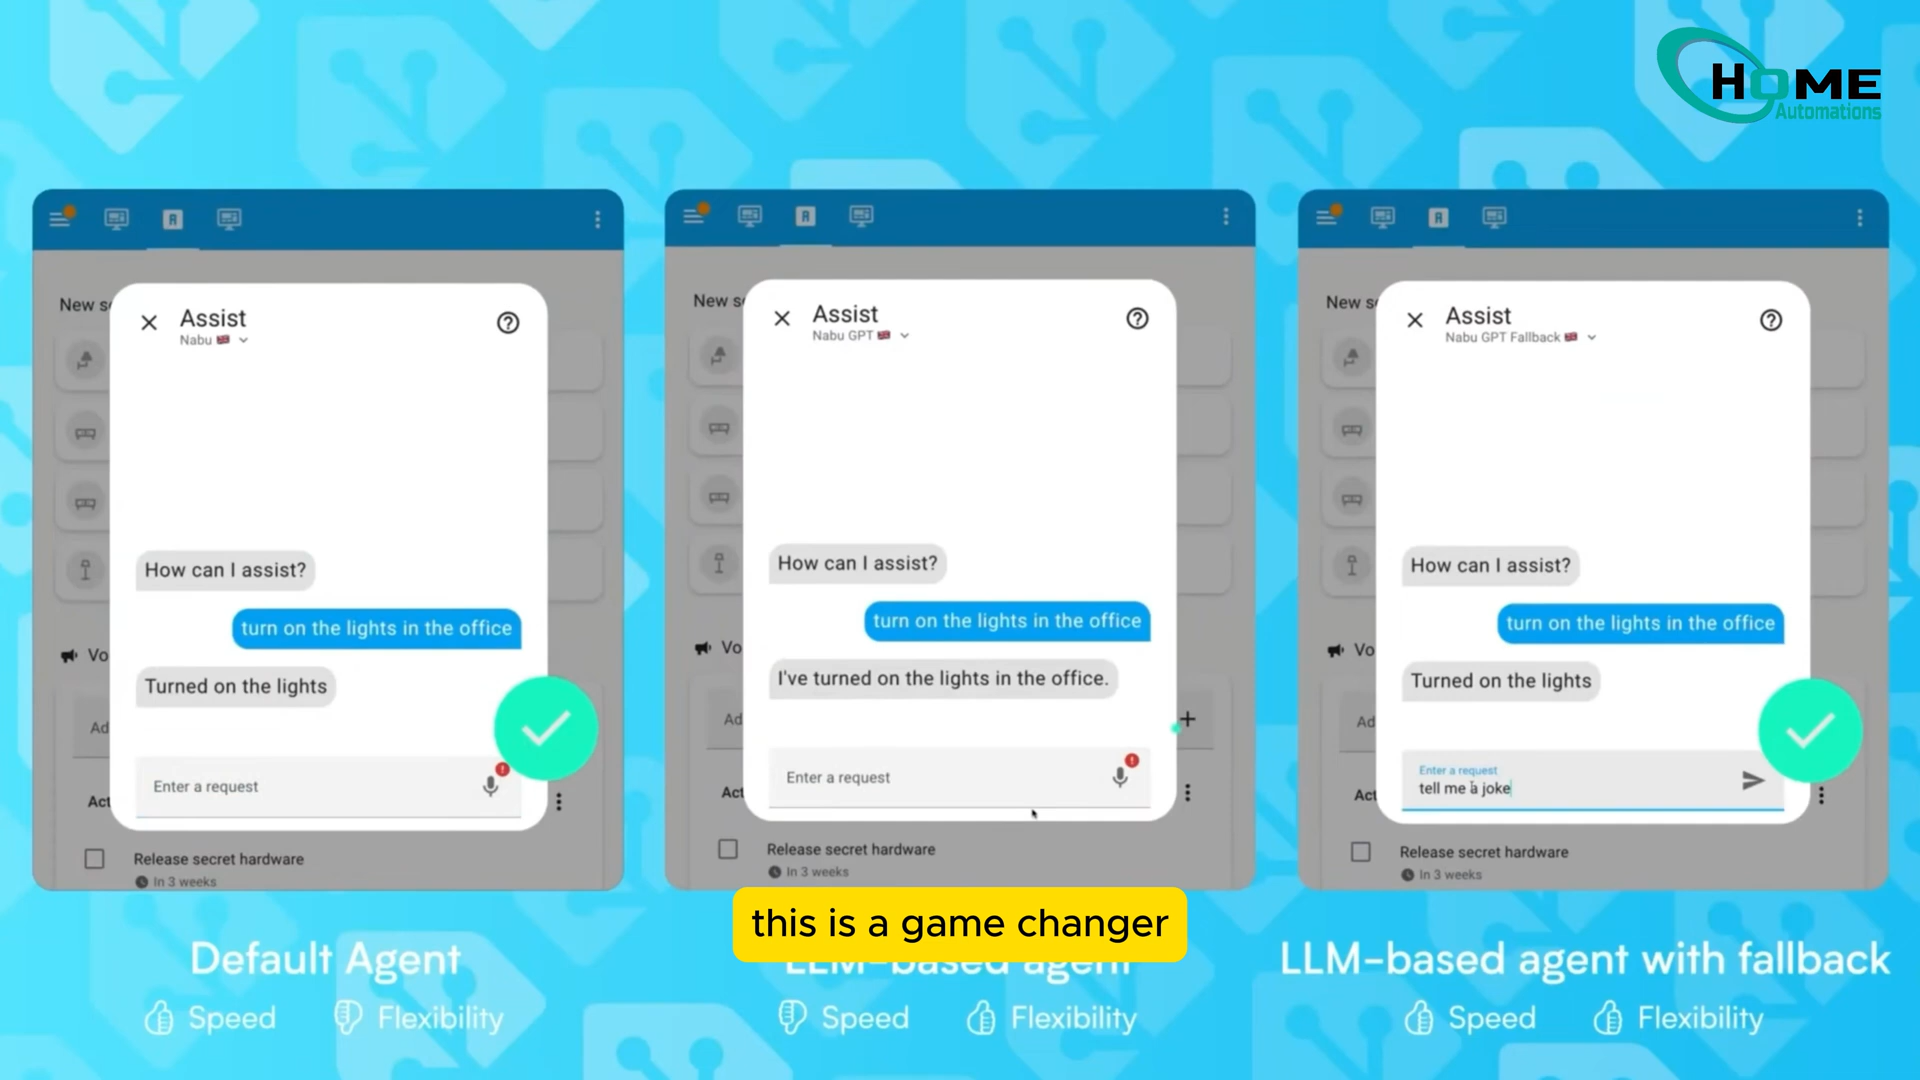 HOME
Automations
New s
Assist
Nabu
How can I assist?
turn on the lights in the office
Turned on the lights
Vo
Ad
Enter a request
Act
Release secret hardware
In 3 weeks
New s
Assist
Nabu GPT
How can I assist?
turn on the lights in the office
I've turned on the lights in the office.
Vo
Ad
Enter a request
Act
Release secret hardware
In 3 weeks
New s
Assist
Nabu GPT Fallback
How can I assist?
turn on the lights in the office
Turned on the lights
Vo
Ad
Enter a request
tell me a joke
Act
Release secret hardware
In 3 weeks
this is a game changer
Default Agent
Speed Flexibility
LLM-based agent
Speed Flexibility
LLM-based agent with fallback
Speed Flexibility